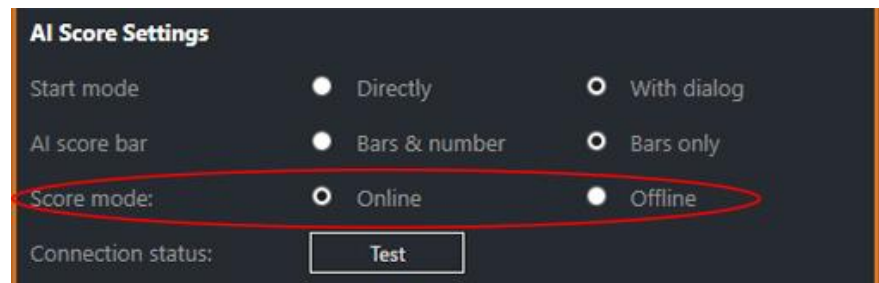 AI Score Settings
Start mode Directly With dialog
AI score bar Bars & number Bars only
Score mode: Online Offline
Connection status: Test